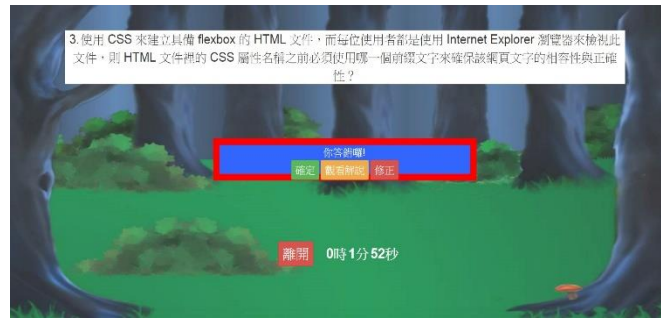 3.使用 CSS 來建立具備 flexbox 的 HTML 文件，而每位使用者都是使用 Internet Explorer 瀏覽器來檢視此
文件，則 HTML 文件裡的 CSS 屬性名稱之前必須使用哪一個前綴文字來確保該網頁文字的相容性與正確
性？
你答錯囉!
確定 觀看解說 修正
離開 0時1分52秒